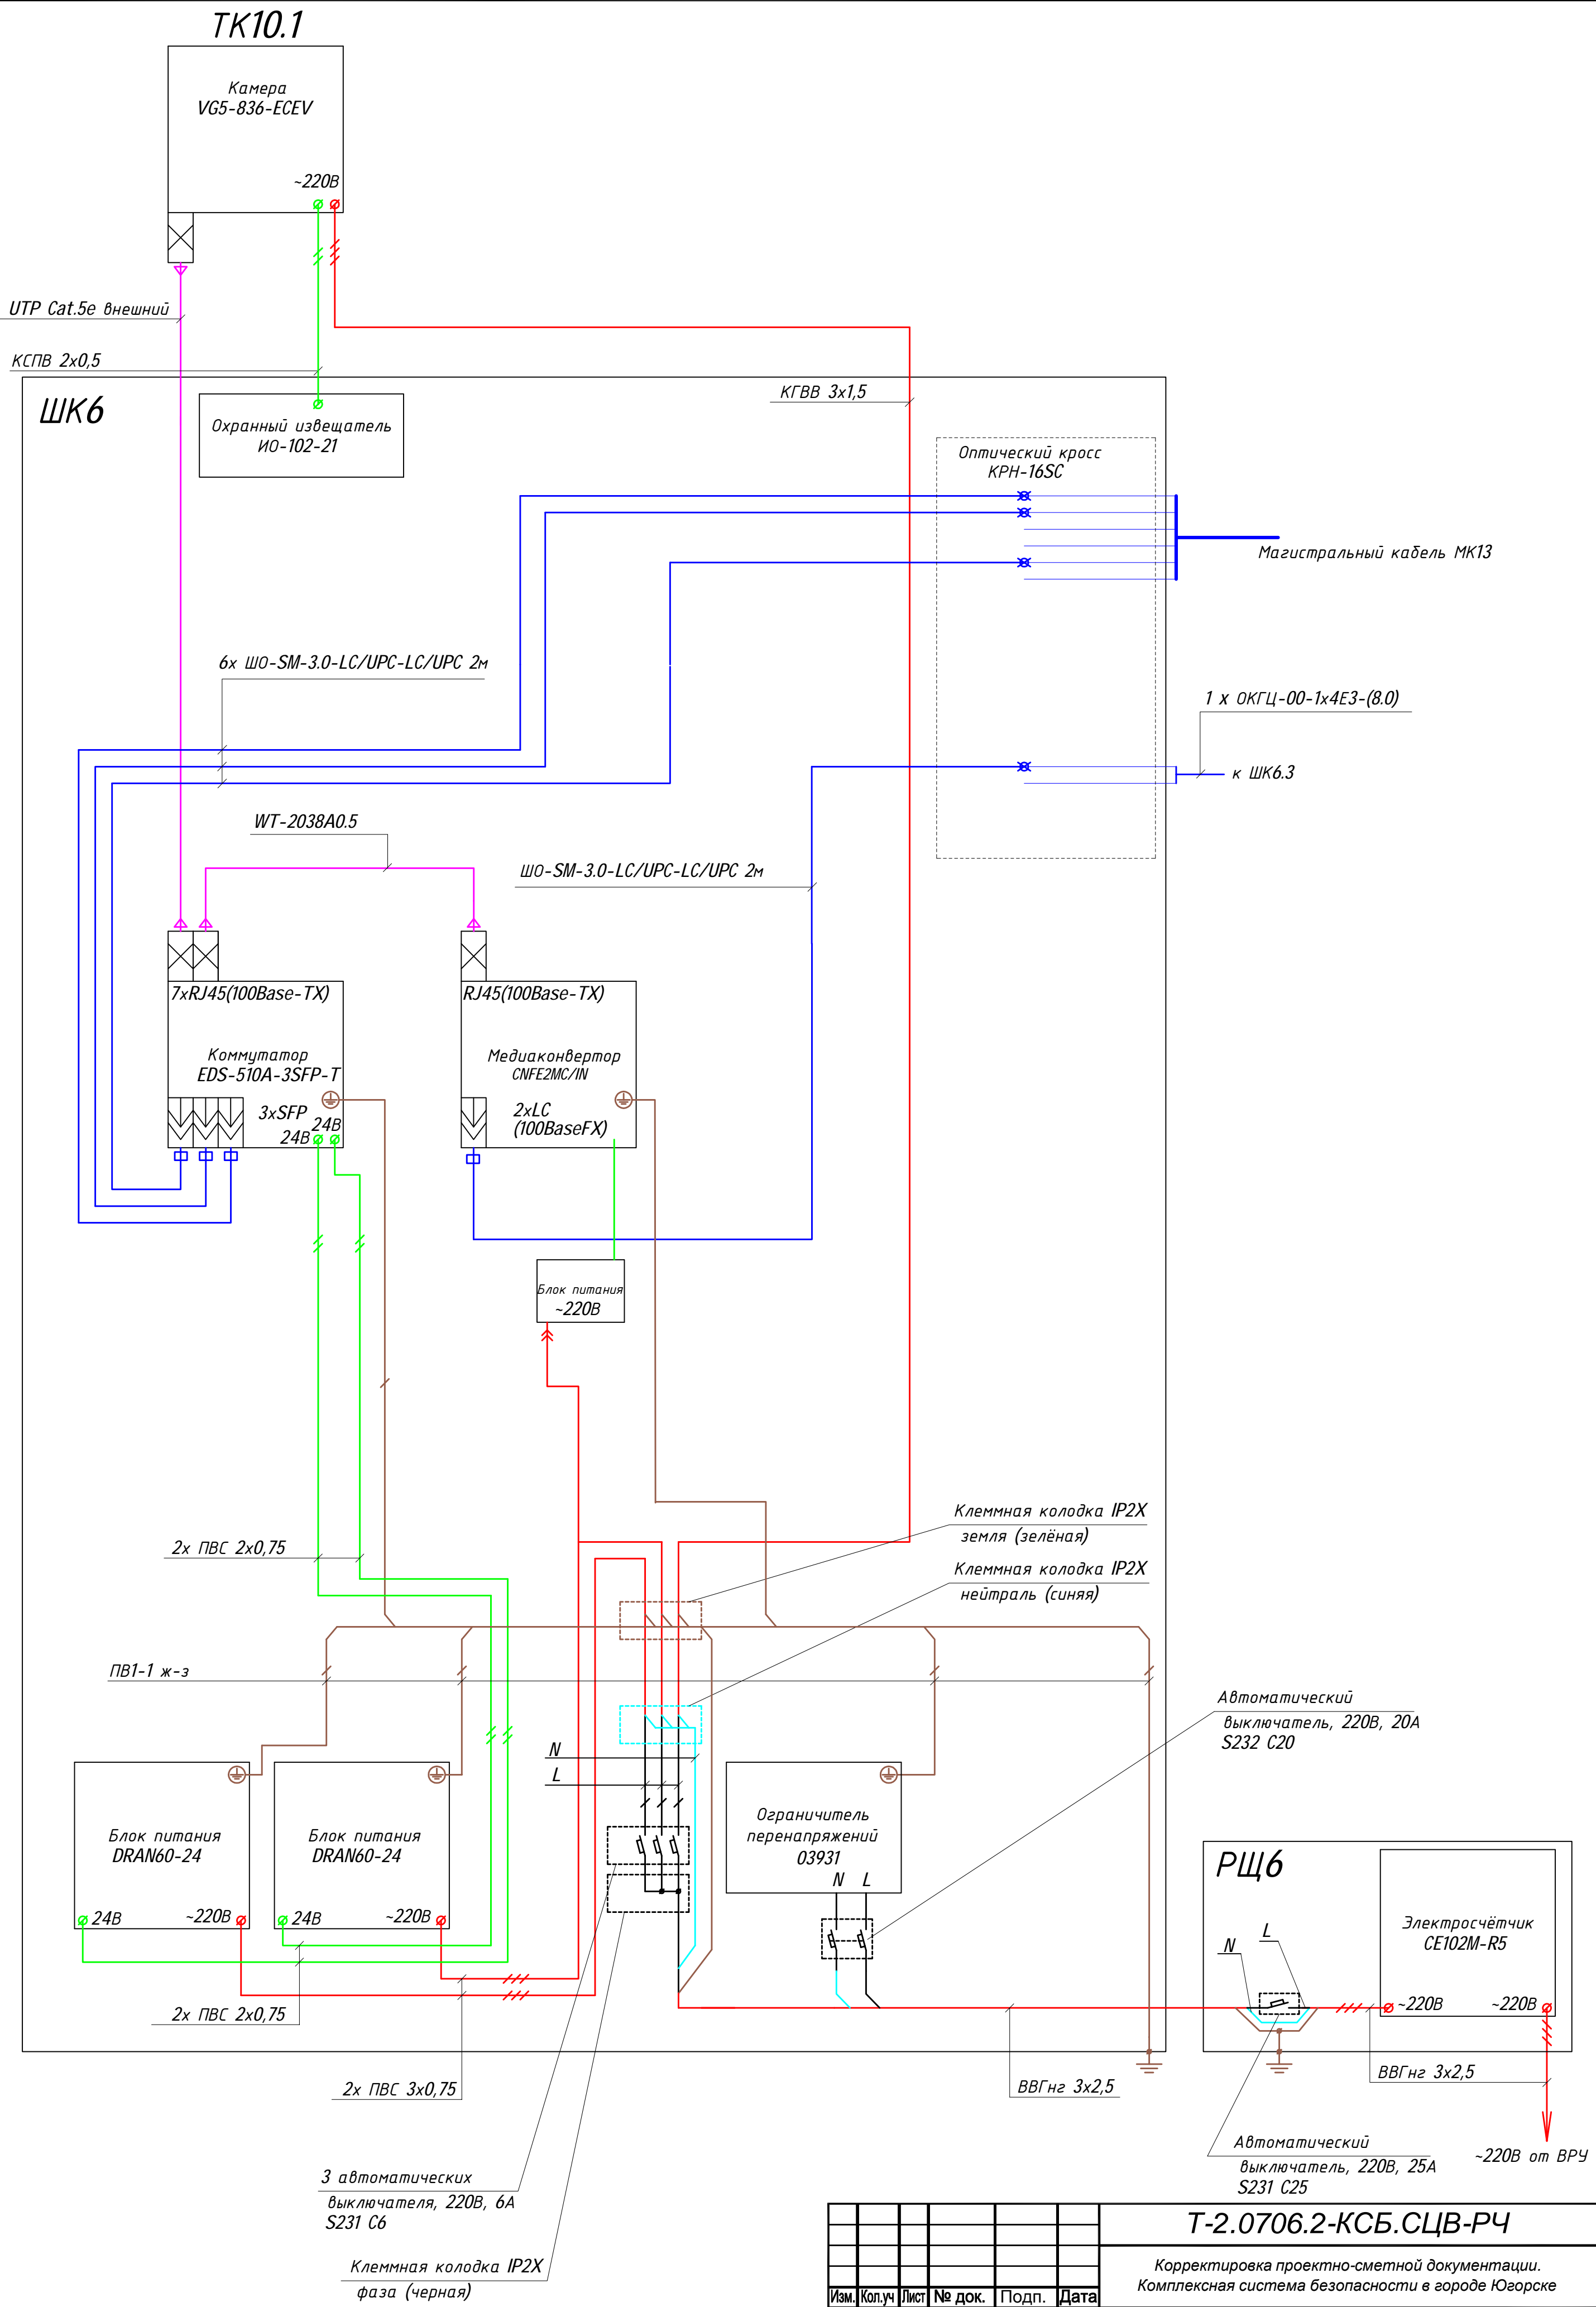 ТК10.1
Камера
VG5-836-ECEV
~220В
UTP Cat.5e внешний
КСПВ 2х0,5
ШК6
Охранный извещатель
ИО-102-21
КГВВ 3х1,5
Оптический кросс
КРН-16SC
Магистральный кабель МК13
6х ШО-SM-3.0-LC/UPC-LC/UPC 2м
1 х ОКГЦ-00-1х4Е3-(8.0)
к ШК6.3
WT-2038A0.5
ШО-SM-3.0-LC/UPC-LC/UPC 2м
7xRJ45(100Base-TX)
Коммутатор
EDS-510A-3SFP-T
3xSFP
24В
24В
RJ45(100Base-TX)
Медиаконвертор
CNFE2MC/IN
2xLC
(100BaseFX)
Блок питания
~220В
Клеммная колодка IP2X
земля (зелёная)
2х ПВС 2х0,75
Клеммная колодка IP2X
нейтраль (синяя)
ПВ1-1 ж-з
Автоматический
выключатель, 220В, 20А
S232 C20
N
L
Блок питания
DRAN60-24
24В
~220В
Блок питания
DRAN60-24
24В
~220В
Ограничитель
перенапряжений
03931
N
L
РЩ6
Электросчётчик
CE102M-R5
N
L
~220В
~220В
2х ПВС 2х0,75
2х ПВС 3х0,75
ВВГнг 3х2,5
ВВГнг 3х2,5
Автоматический
выключатель, 220В, 25А
S231 C25
~220В от ВРУ
3 автоматических
выключателя, 220В, 6А
S231 C6
Клеммная колодка IP2X
фаза (черная)
Т-2.0706.2-КСБ.СЦВ-РЧ
Корректировка проектно-сметной документации.
Комплексная система безопасности в городе Югорске
Изм. Кол.уч Лист № док. Подп. Дата